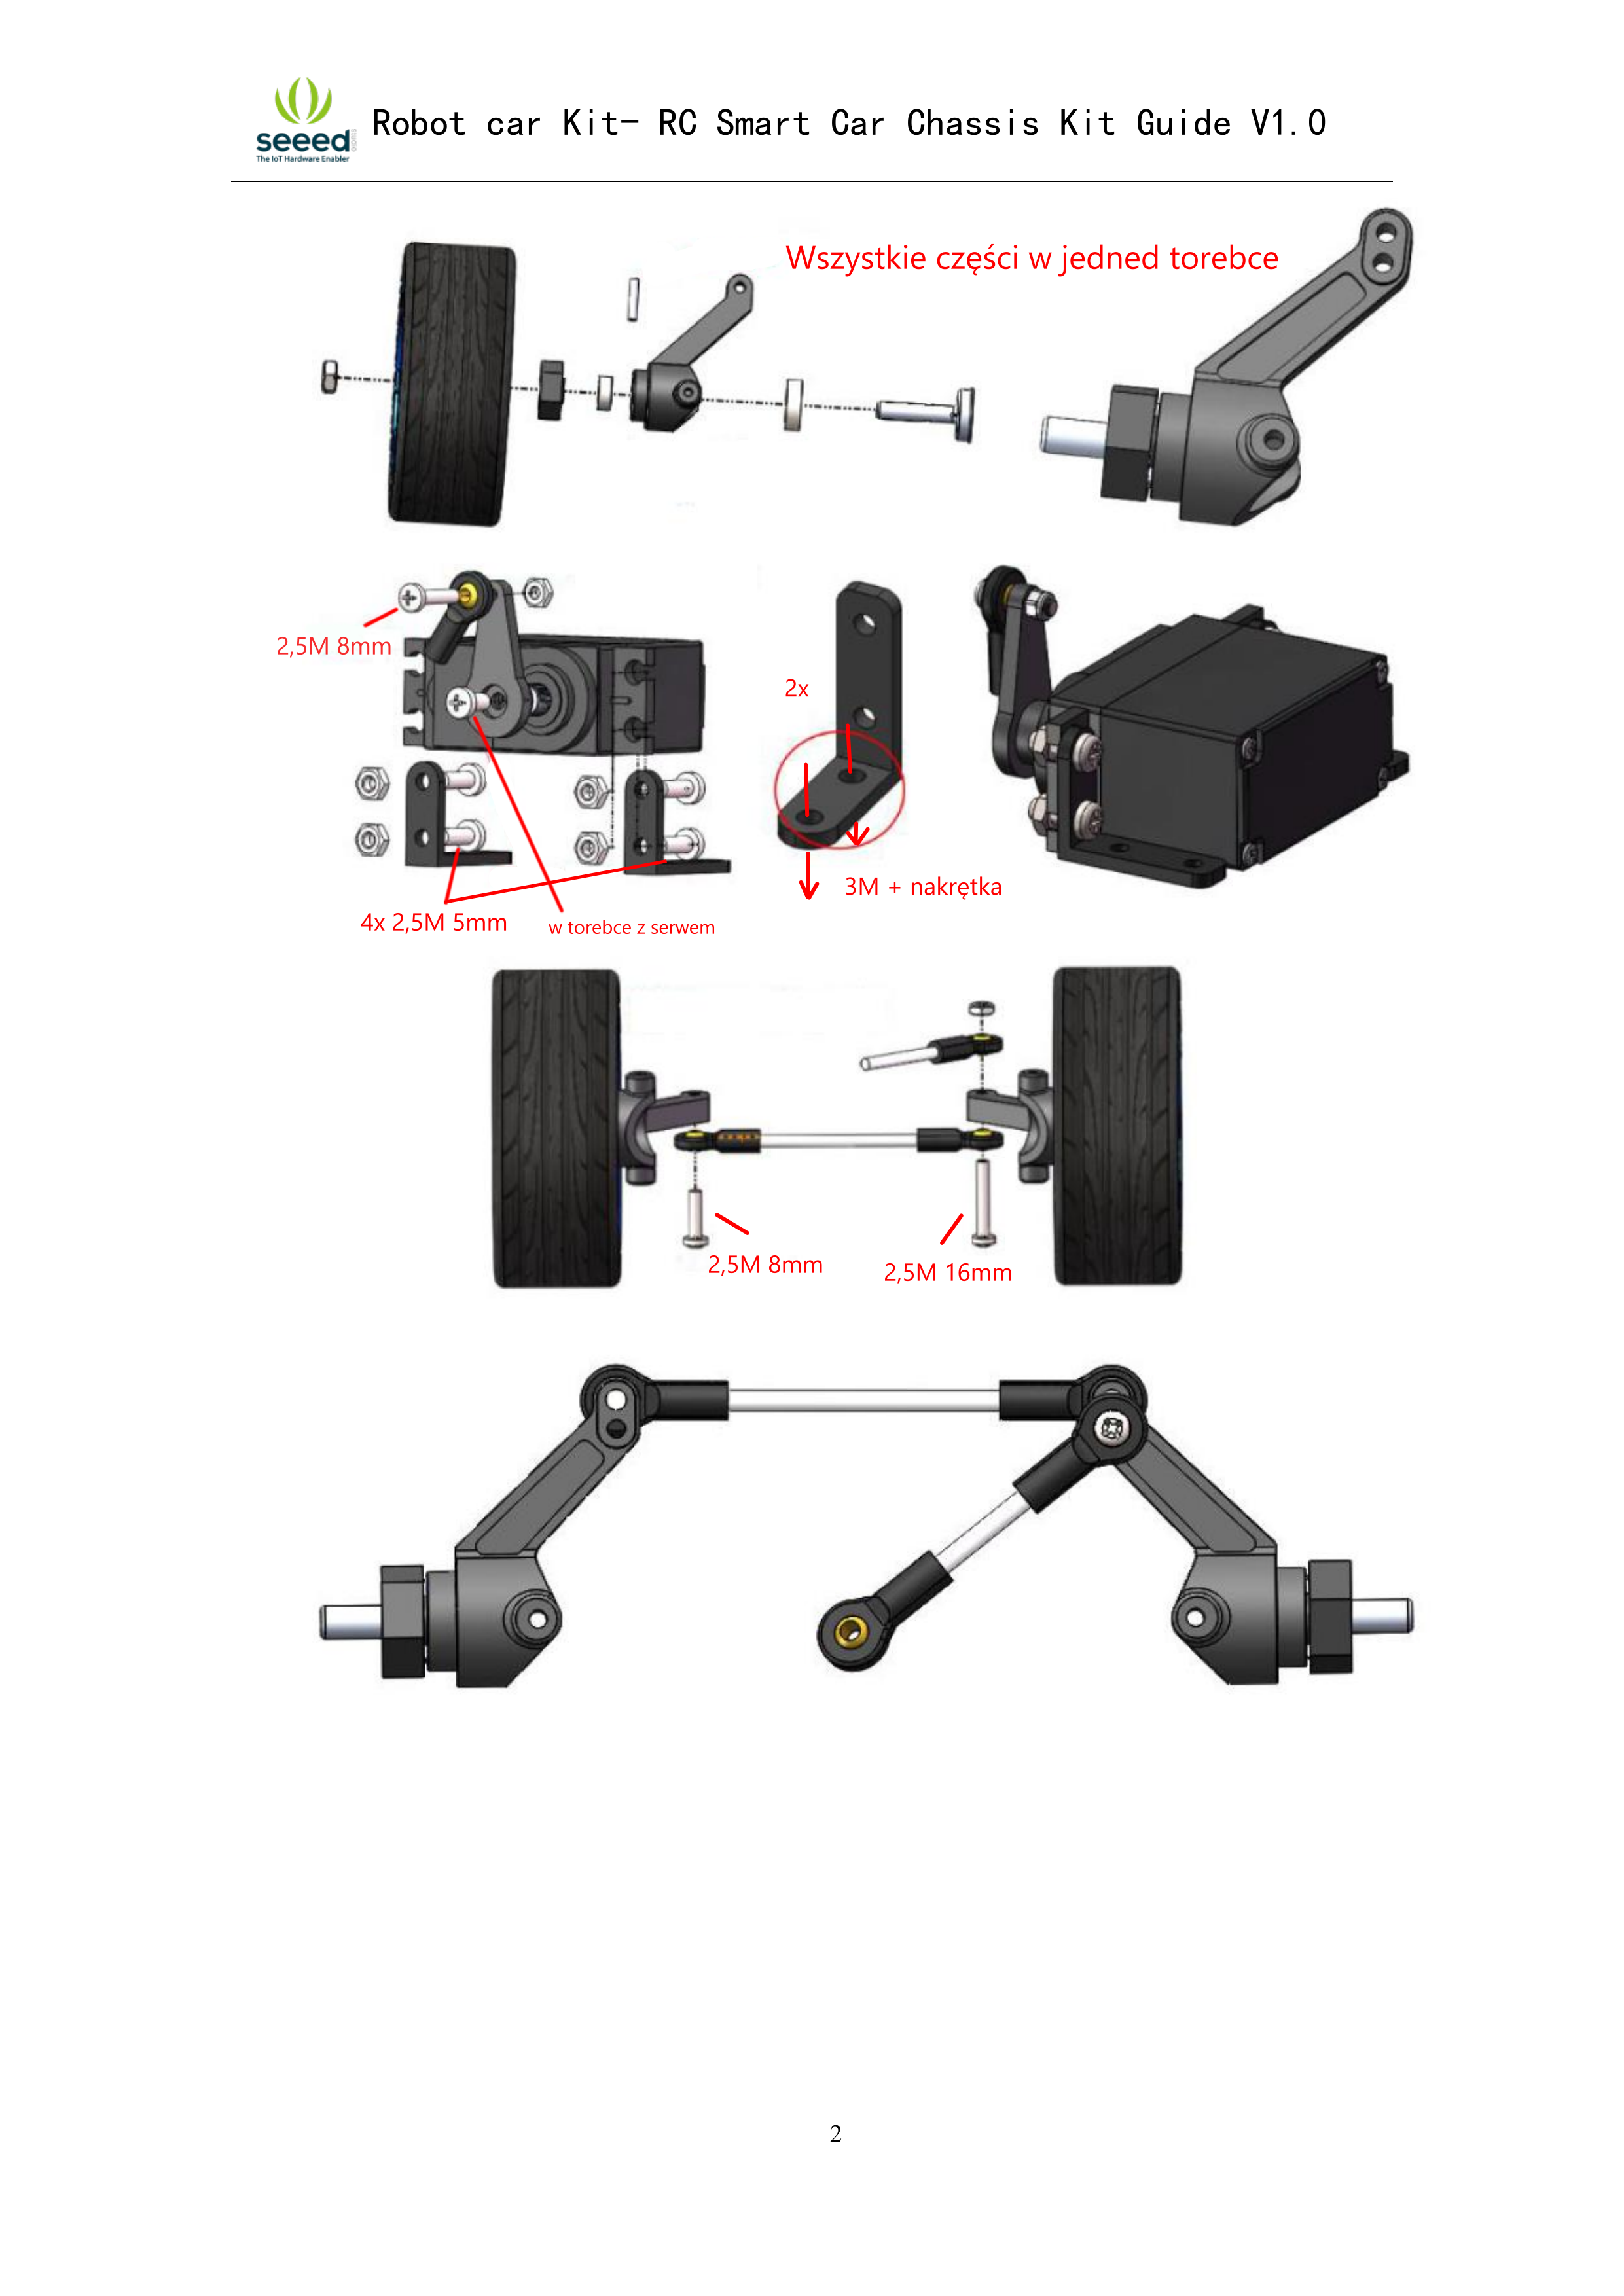 seeed
studio
The IoT Hardware Enabler
Robot car Kit- RC Smart Car Chassis Kit Guide V1.0
Wszystkie części w jedned torebce
2,5M 8mm
2x
3M + nakrętka
4x 2,5M 5mm
w torebce z serwem
2,5M 8mm
2,5M 16mm
2